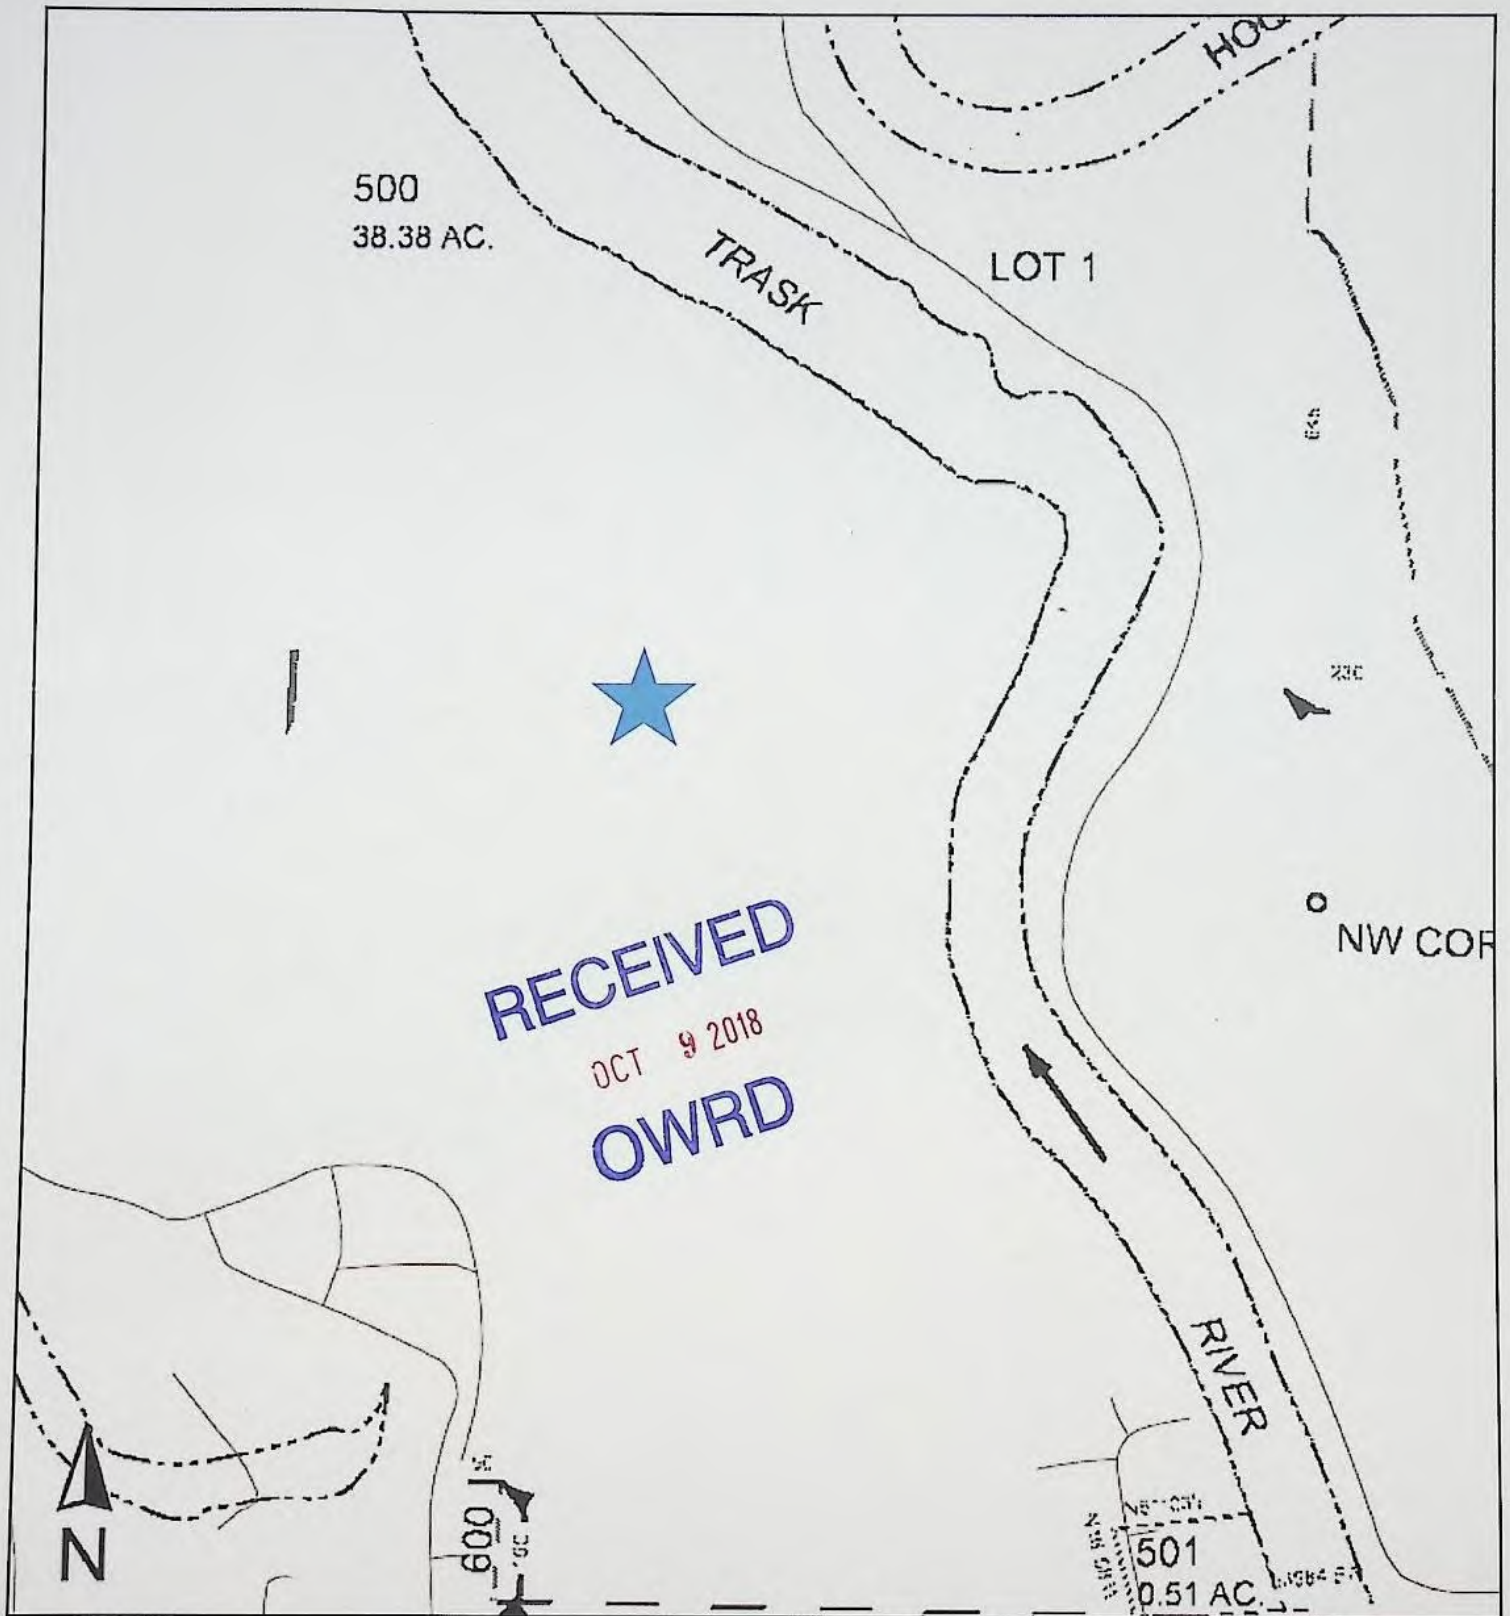 500
38.38 AC.
TRASK
LOT 1
NW COR
RECEIVED
OCT 9 2018
OWRD
RIVER
N
600
501
0.51 AC.